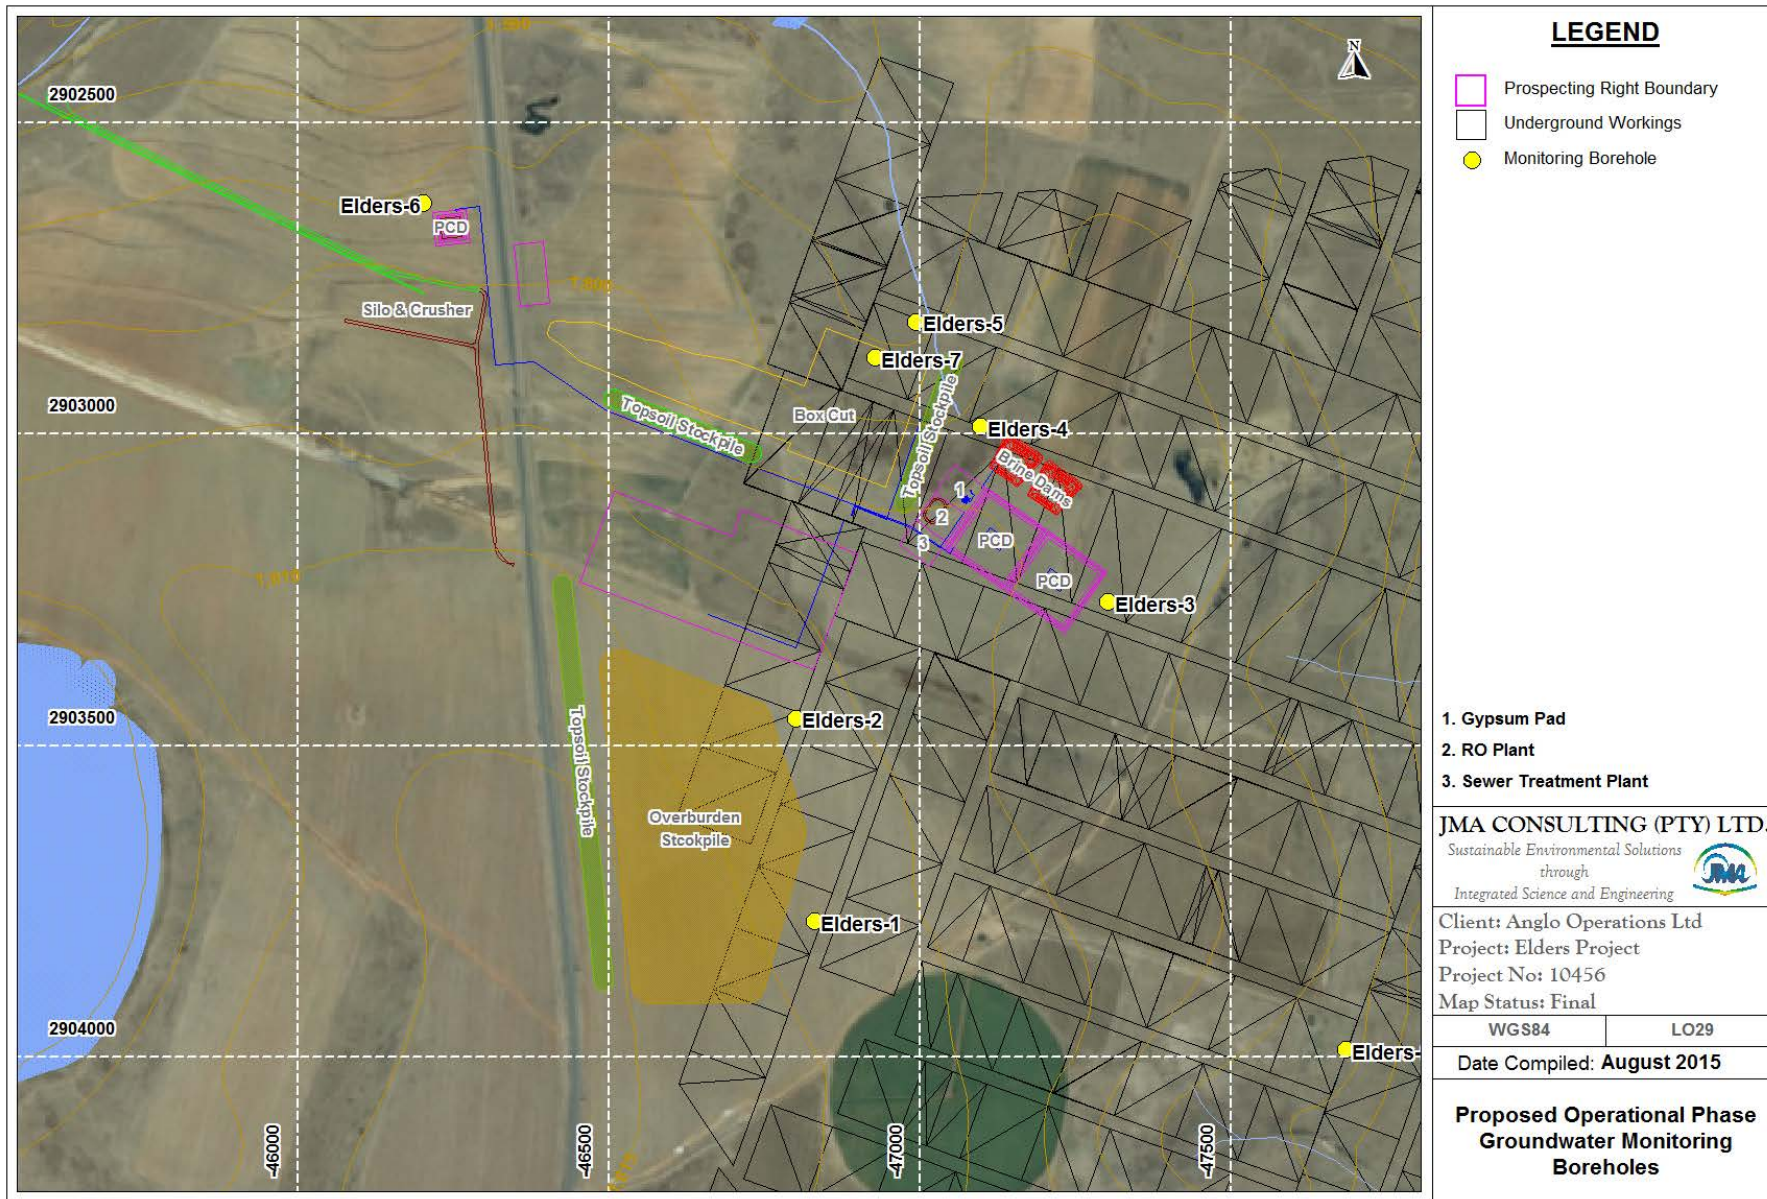 LEGEND
Prospecting Right Boundary
Underground Workings
Monitoring Borehole
N
2902500
2903000
2903500
2904000
-46000
-46500
-47000
-47500
1,800
1,819
Elders-6
PCD
Silo & Crusher
Elders-5
Elders-7
Topsoil Stockpile
Box Cut
Topsoil Stockpile
Elders-4
Brine Dams
1
2
3
PCD
PCD
Elders-3
Elders-2
Topsoil Stockpile
Overburden
Stcokpile
Elders-1
Elders-
1. Gypsum Pad
2. RO Plant
3. Sewer Treatment Plant
JMA CONSULTING (PTY) LTD.
Sustainable Environmental Solutions
through
Integrated Science and Engineering
JMA
Client: Anglo Operations Ltd
Project: Elders Project
Project No: 10456
Map Status: Final
WGS84
LO29
Date Compiled: August 2015
Proposed Operational Phase
Groundwater Monitoring
Boreholes